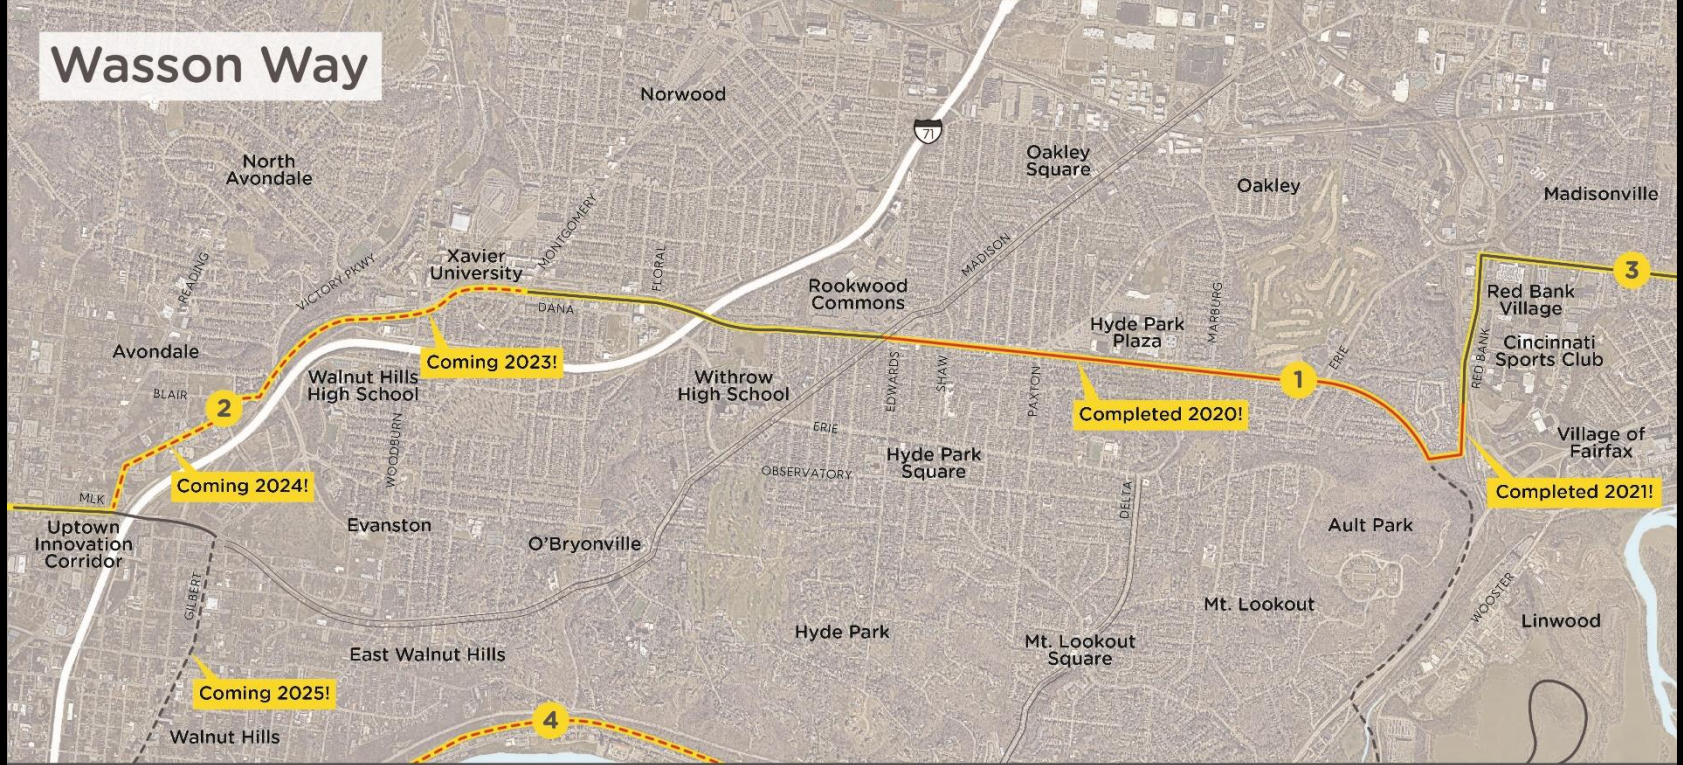 Wasson Way
Norwood
71
North
Avondale
Oakley
Square
Oakley
Madisonville
READING
VICTORY PKWY
Xavier
University
MONTGOMERY
FLORAL
MADISON
DANA
Rookwood
Commons
MARBURG
Hyde Park
Plaza
3
Red Bank
Village
RED BANK
Cincinnati
Sports Club
Avondale
Coming 2023!
BLAIR
2
Walnut Hills
High School
Withrow
High School
EDWARDS
SHAW
PAXTON
1
ERIE
Completed 2020!
WOODBURN
ERIE
Hyde Park
Square
OBSERVATORY
Village of
Fairfax
Coming 2024!
Completed 2021!
MLK
Uptown
Innovation
Corridor
Evanston
O'Bryonville
DELTA
Ault Park
GILBERT
Hyde Park
Mt. Lookout
WOOSTER
Linwood
East Walnut Hills
Mt. Lookout
Square
Coming 2025!
Walnut Hills
4